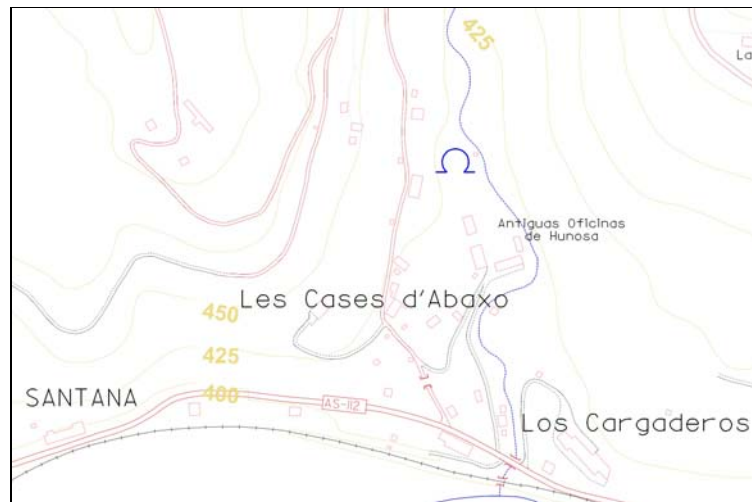 425
La
Antiguas Oficinas
de Hunosa
Les Cases d'Abaxo
450
425
400
SANTANA
AS-112
Los Cargaderos